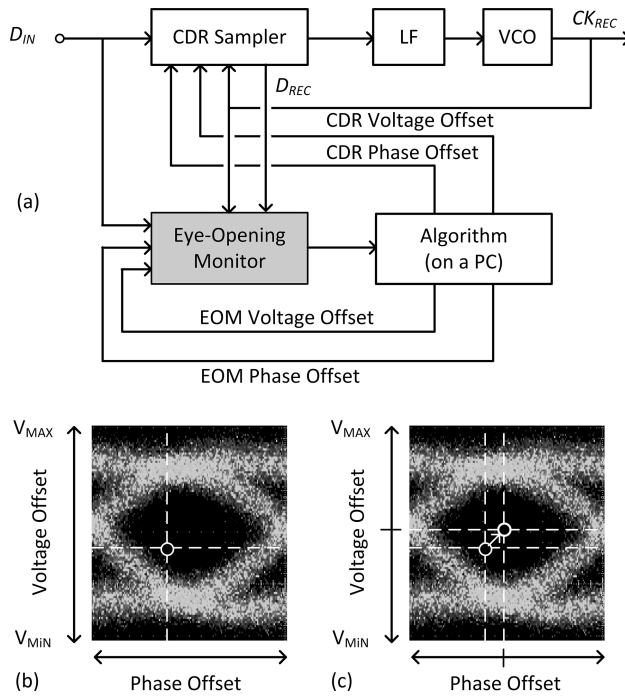 D_IN
CDR Sampler
LF
VCO
CK_REC
D_REC
CDR Voltage Offset
CDR Phase Offset
(a)
Eye-Opening
Monitor
Algorithm
(on a PC)
EOM Voltage Offset
EOM Phase Offset
V_MAX
Voltage Offset
V_MiN
(b)
Phase Offset
V_MAX
Voltage Offset
V_MiN
(c)
Phase Offset